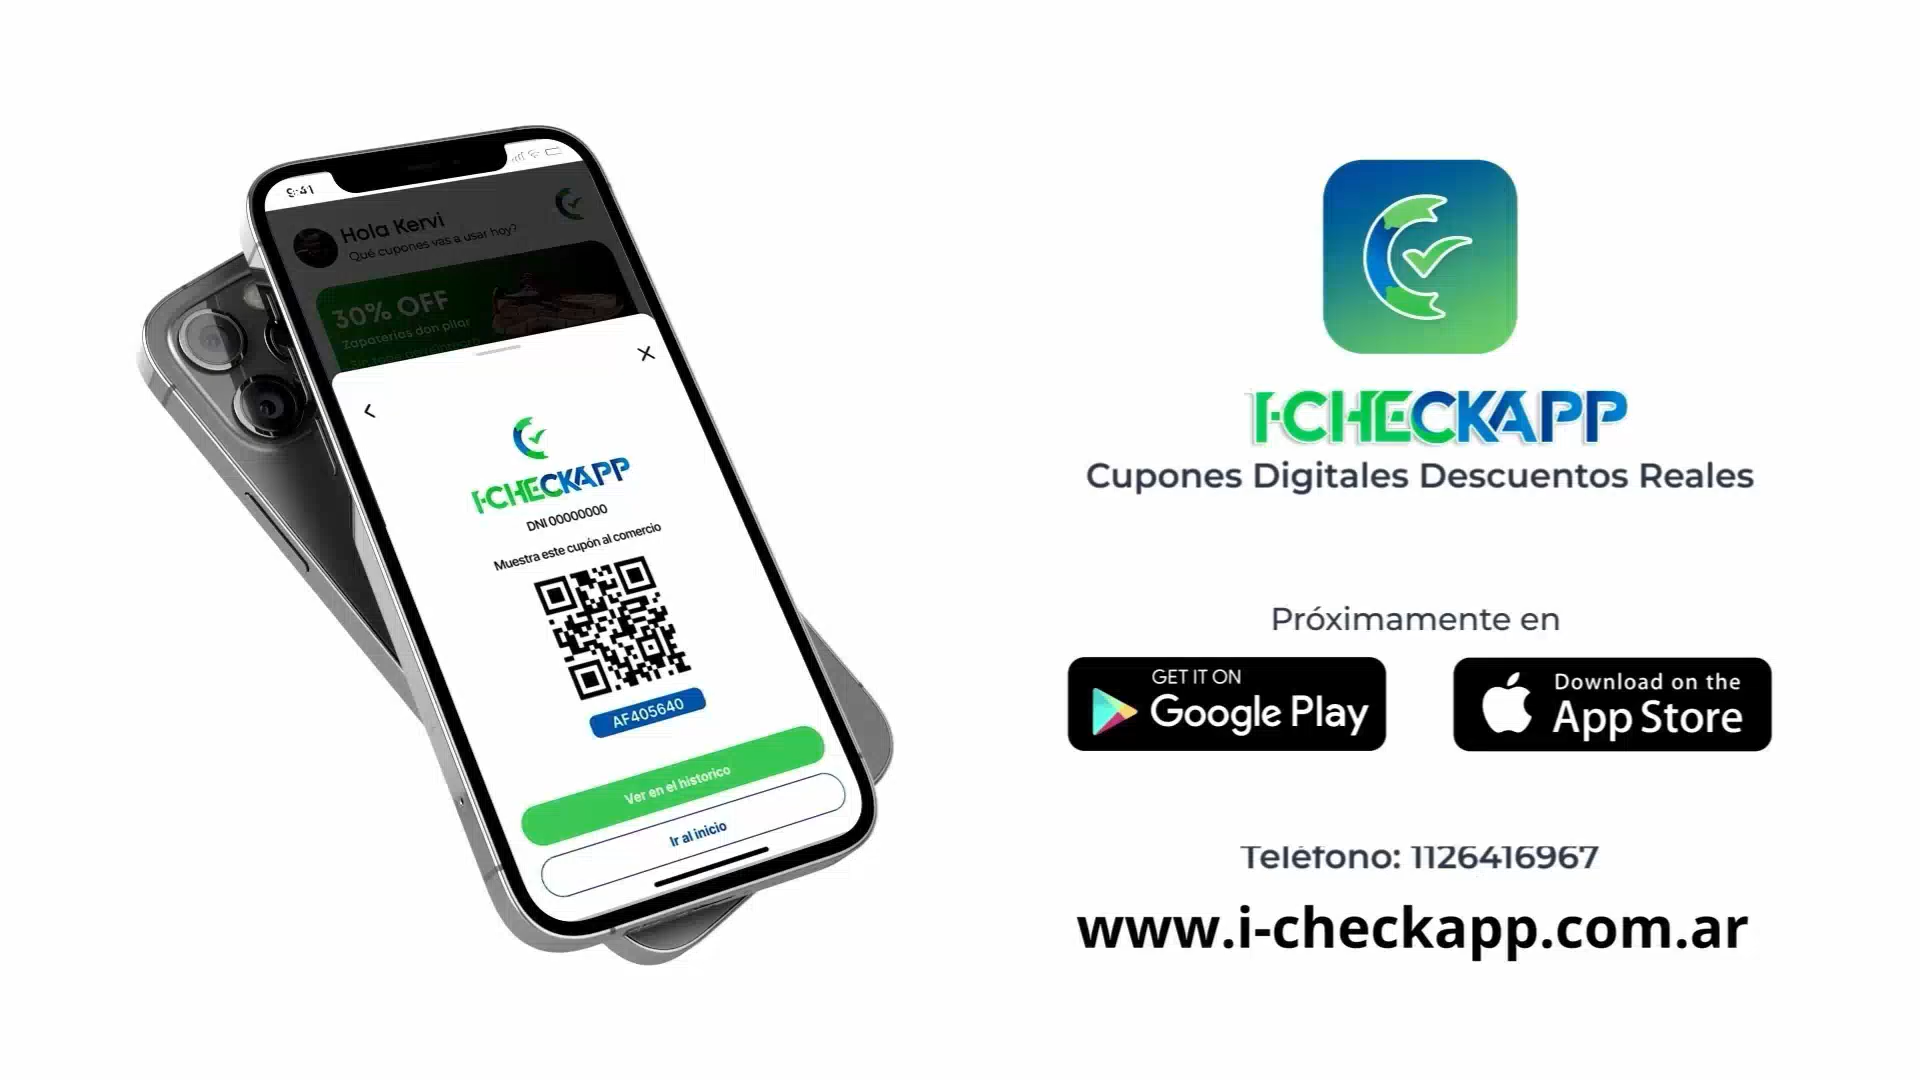 9:41
Hola Kervi
Qué cupones vas a usar hoy?
30% OFF
Zapaterias don pilar
I-CHECKAPP
DNI 00000000
Muestra este cupón al comercio
AF405640
Ver en el historico
Ir al inicio
I-CHECKAPP
Cupones Digitales Descuentos Reales
Próximamente en
GET IT ON
Google Play
Download on the
App Store
Teléfono: 1126416967
www.i-checkapp.com.ar